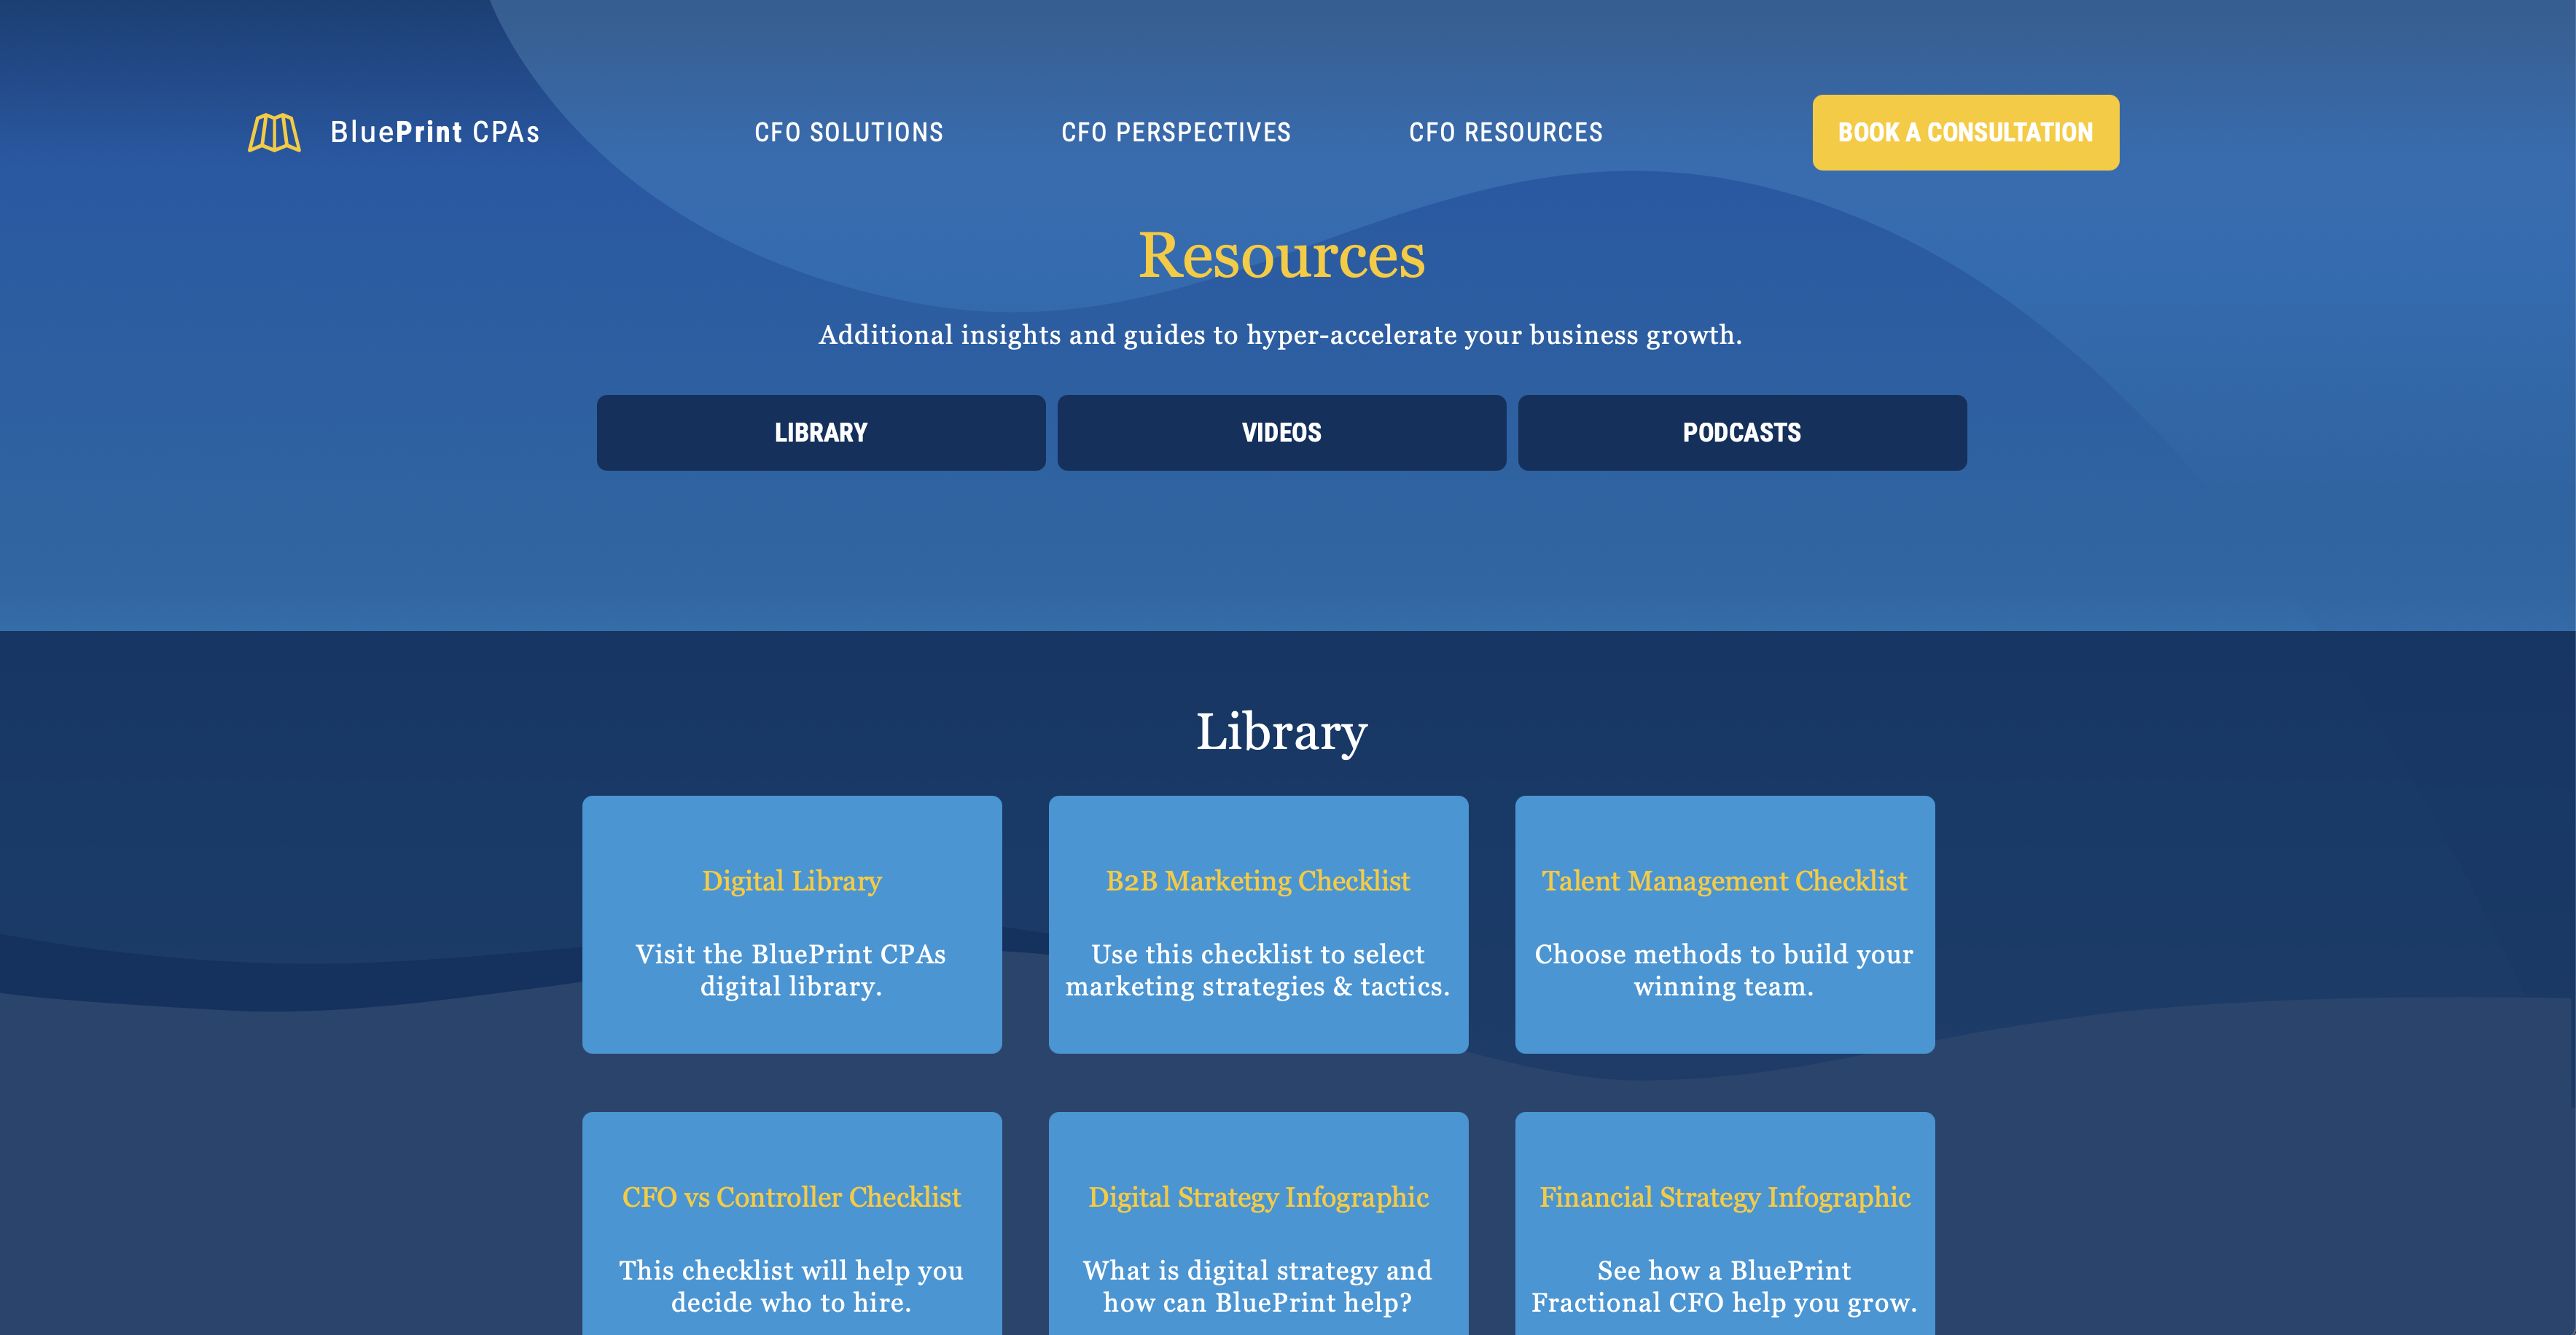 BluePrint CPAs
CFO SOLUTIONS
CFO PERSPECTIVES
CFO RESOURCES
BOOK A CONSULTATION
Resources
Additional insights and guides to hyper-accelerate your business growth.
LIBRARY
VIDEOS
PODCASTS
Library
Digital Library
Visit the BluePrint CPAs
digital library.
B2B Marketing Checklist
Use this checklist to select
marketing strategies & tactics.
Talent Management Checklist
Choose methods to build your
winning team.
CFO vs Controller Checklist
This checklist will help you
decide who to hire.
Digital Strategy Infographic
What is digital strategy and
how can BluePrint help?
Financial Strategy Infographic
See how a BluePrint
Fractional CFO help you grow.